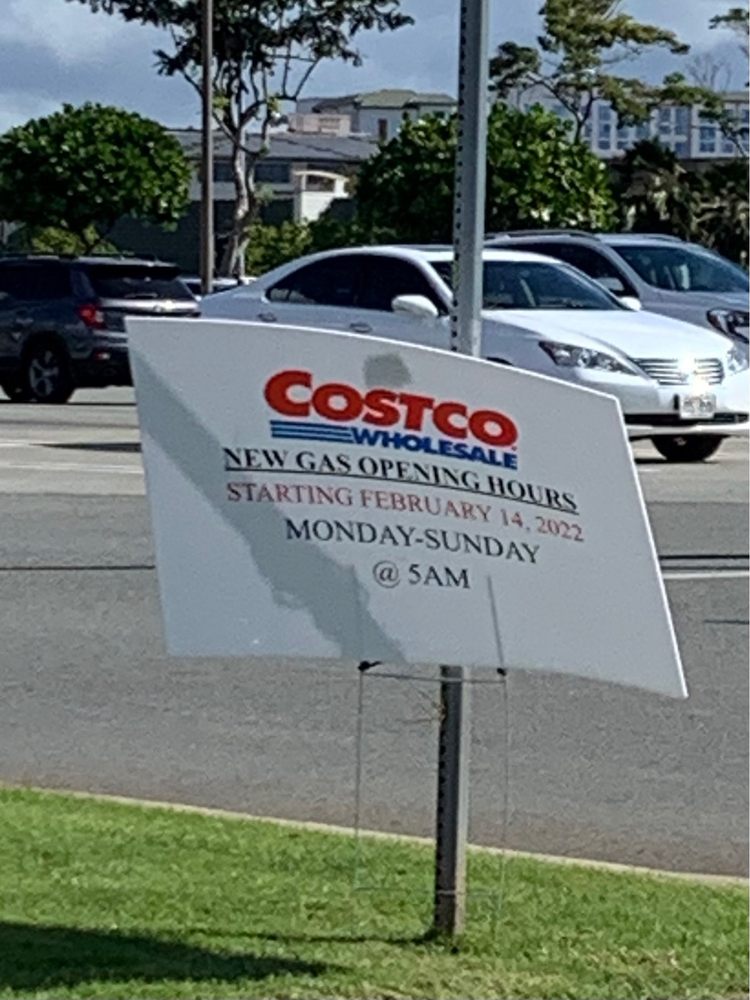 COSTCO
WHOLESALE
NEW GAS OPENING HOURS
STARTING FEBRUARY 14, 2022
MONDAY-SUNDAY
@ 5AM